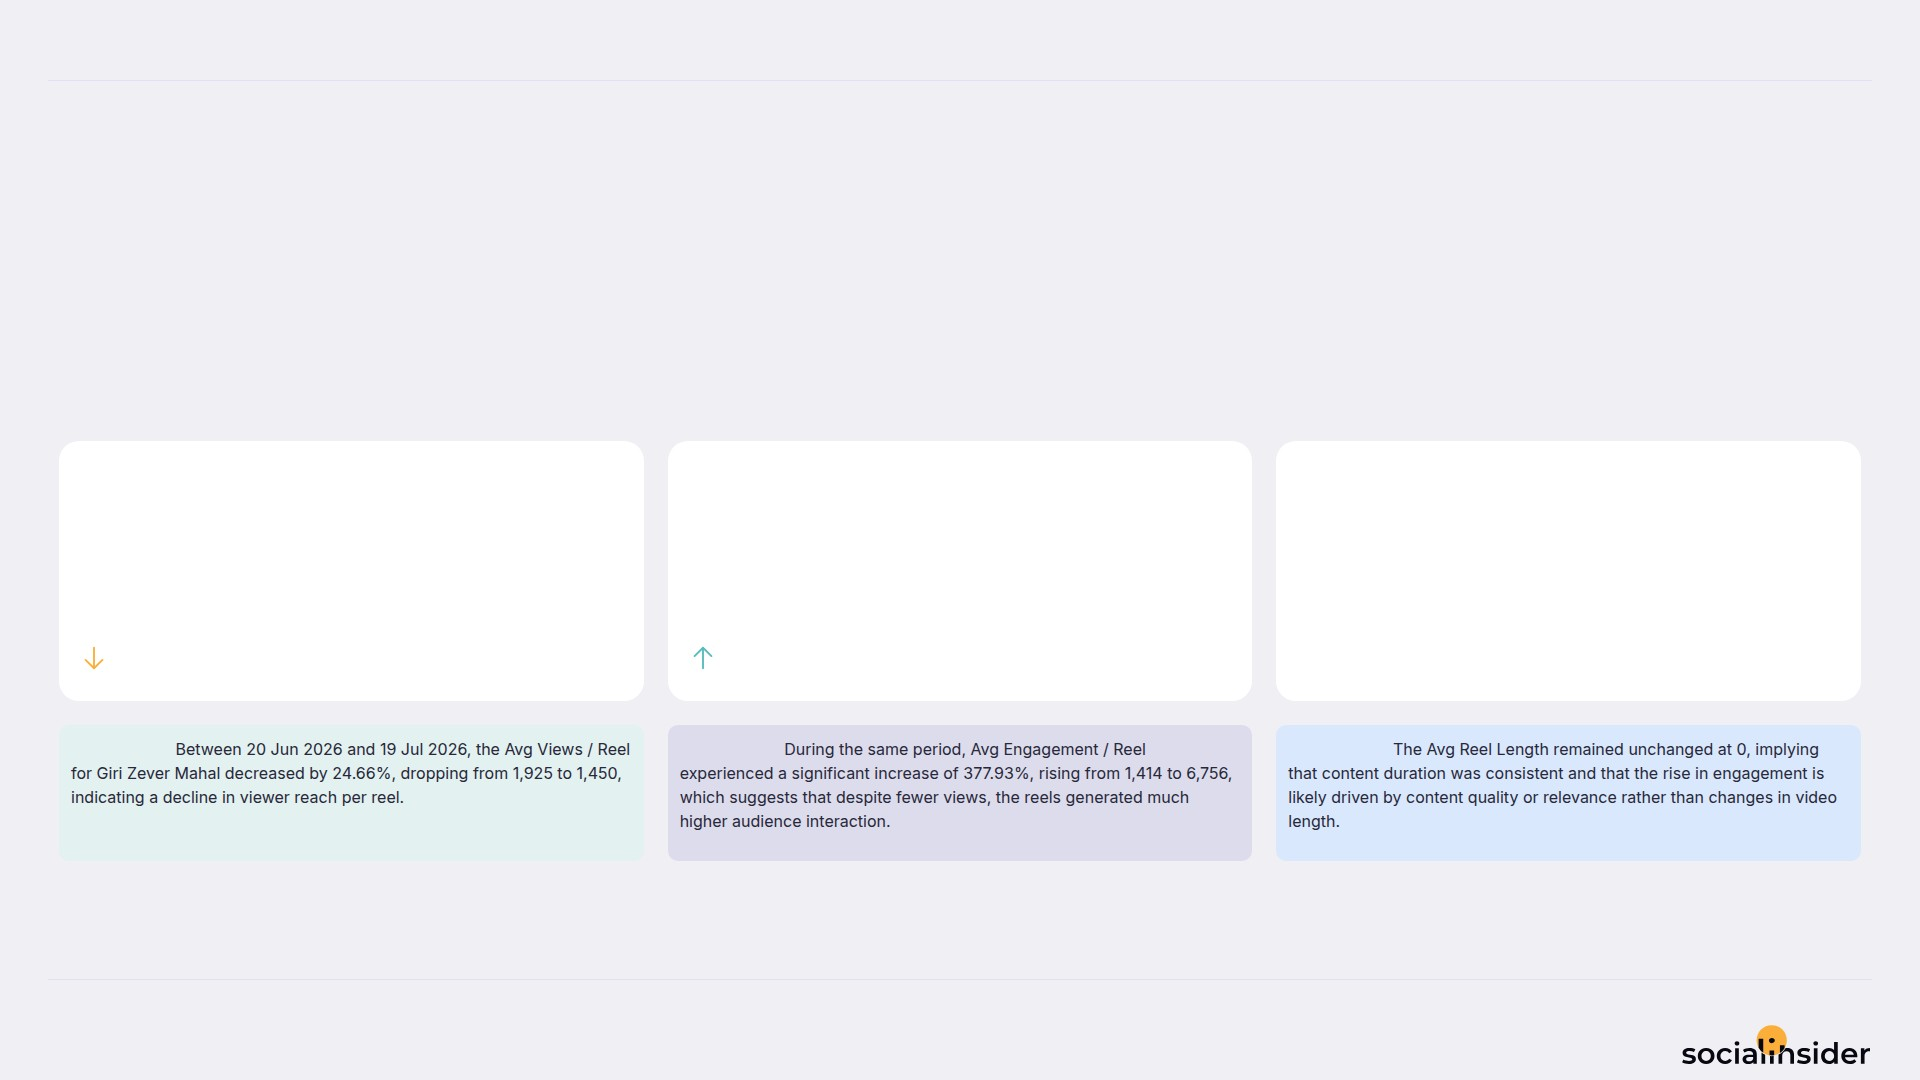 Between 20 Jun 2026 and 19 Jul 2026, the Avg Views / Reel
for Giri Zever Mahal decreased by 24.66%, dropping from 1,925 to 1,450,
indicating a decline in viewer reach per reel.
During the same period, Avg Engagement / Reel
experienced a significant increase of 377.93%, rising from 1,414 to 6,756,
which suggests that despite fewer views, the reels generated much
higher audience interaction.
The Avg Reel Length remained unchanged at 0, implying
that content duration was consistent and that the rise in engagement is
likely driven by content quality or relevance rather than changes in video
length.
socialinsider